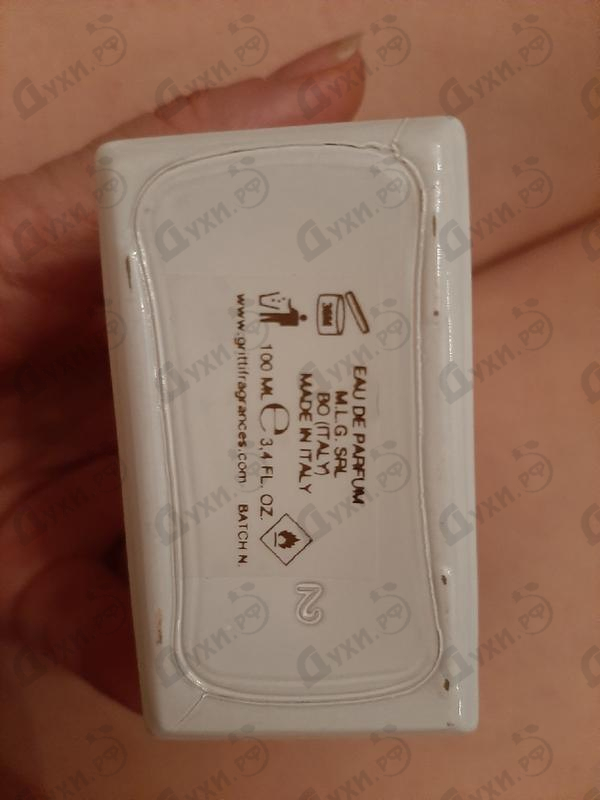 EAU DE PARFUM
M.L.G. SRL
BO (ITALY)
MADE IN ITALY
36M
100 ML e 3,4 FL. OZ.
www.grittifragrances.com BATCH N.
2
Духи.рф